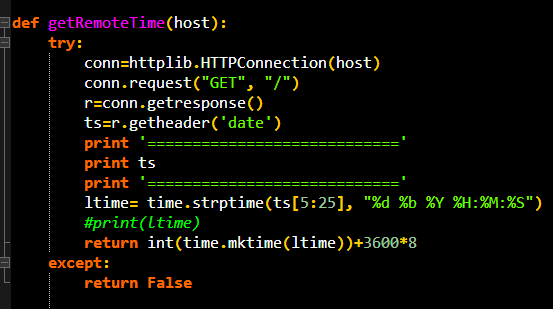 def getRemoteTime(host):
    try:
        conn=httplib.HTTPConnection(host)
        conn.request("GET", "/")
        r=conn.getresponse()
        ts=r.getheader('date')
        print '============================'
        print ts
        print '============================'
        ltime= time.strptime(ts[5:25], "%d %b %Y %H:%M:%S")
        #print(ltime)
        return int(time.mktime(ltime))+3600*8
    except:
        return False